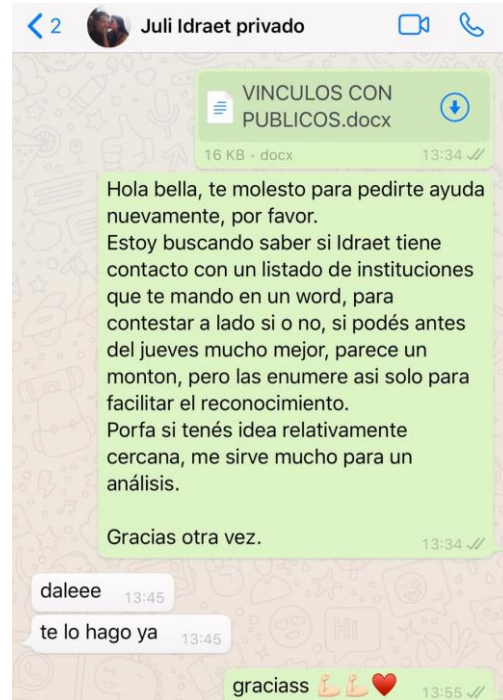 2
Juli Idraet privado
VINCULOS CON
PUBLICOS.docx
16 KB · docx
13:34
Hola bella, te molesto para pedirte ayuda
nuevamente, por favor.
Estoy buscando saber si Idraet tiene
contacto con un listado de instituciones
que te mando en un word, para
contestar a lado si o no, si podés antes
del jueves mucho mejor, parece un
monton, pero las enumere asi solo para
facilitar el reconocimiento.
Porfa si tenés idea relativamente
cercana, me sirve mucho para un
análisis.
Gracias otra vez.
13:34
daleee 13:45
te lo hago ya 13:45
graciass 💪🏻💪🏻❤️ 13:55